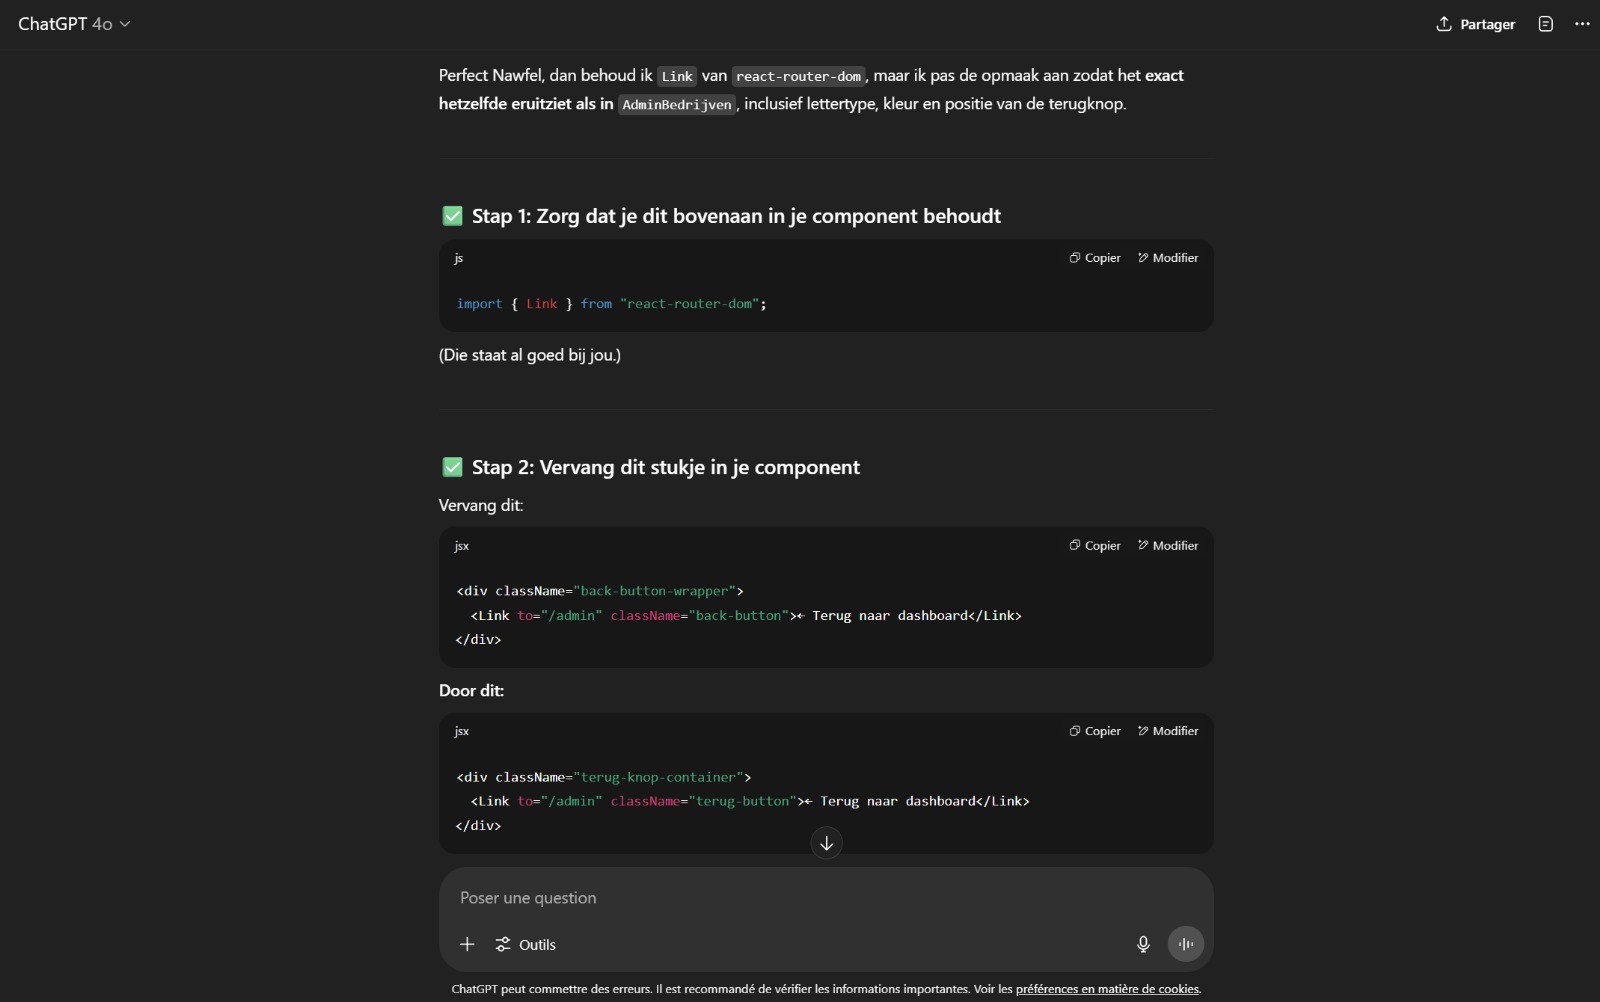 ChatGPT 4o
Partager
Perfect Nawfel, dan behoud ik Link van react-router-dom, maar ik pas de opmaak aan zodat het exact
hetzelfde eruitziet als in AdminBedrijven, inclusief lettertype, kleur en positie van de terugknop.
✅ Stap 1: Zorg dat je dit bovenaan in je component behoudt
js
Copier
Modifier
import { Link } from "react-router-dom";
(Die staat al goed bij jou.)
✅ Stap 2: Vervang dit stukje in je component
Vervang dit:
jsx
Copier
Modifier
<div className="back-button-wrapper">
  <Link to="/admin" className="back-button">← Terug naar dashboard</Link>
</div>
Door dit:
jsx
Copier
Modifier
<div className="terug-knop-container">
  <Link to="/admin" className="terug-button">← Terug naar dashboard</Link>
</div>
Poser une question
Outils
ChatGPT peut commettre des erreurs. Il est recommandé de vérifier les informations importantes. Voir les préférences en matière de cookies.